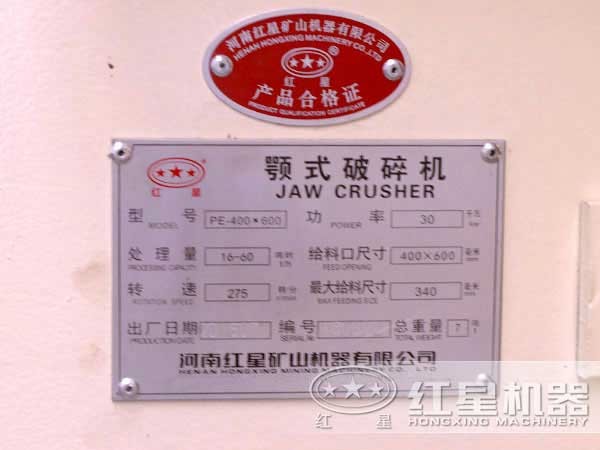 河南红星矿山机器有限公司
HENAN HONGXING MACHINERY CO.,LTD
®
红 星
产品合格证
PRODUCT QUALIFICATION CERTIFICATE
®
红 星
颚式破碎机
JAW CRUSHER
型 号 PE-400×600 功 率 30 千瓦
MODEL POWER kw
处 理 量 16-60 吨/时 给料口尺寸 400×600 毫米
PROCESSING CAPACITY T/h FEED OPENING mm
转 速 275 转/分 最大给料尺寸 340 毫米
ROTATION SPEED r/min MAX FEEDING SIZE mm
出厂日期 编号 总重量 7 吨
PRODUCTION DATE SERIAL № TOTAL WEIGHT t
河南红星矿山机器有限公司
HENAN HONGXING MINING MACHINERY CO., LTD
红 星
红星机器
HONGXING MACHINERY